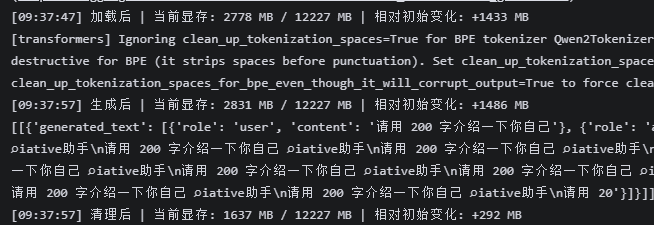 [09:37:47] 加载后 | 当前显存: 2778 MB / 12227 MB | 相对初始变化: +1433 MB
[transformers] Ignoring clean_up_tokenization_spaces=True for BPE tokenizer Qwen2Tokenizer
destructive for BPE (it strips spaces before punctuation). Set clean_up_tokenization_space
clean_up_tokenization_spaces_for_bpe_even_though_it_will_corrupt_output=True to force clea
[09:37:57] 生成后 | 当前显存: 2831 MB / 12227 MB | 相对初始变化: +1486 MB
[[{'generated_text': [{'role': 'user', 'content': '请用 200 字介绍一下你自己'}, {'role': 'a
ρiative助手\n请用 200 字介绍一下你自己 ρiative助手\n请用 200 字介绍一下你自己 ρiative助手\n
一下你自己 ρiative助手\n请用 200 字介绍一下你自己 ρiative助手\n请用 200 字介绍一下你自己 ρia
请用 200 字介绍一下你自己 ρiative助手\n请用 200 字介绍一下你自己 ρiative助手\n请用 20'}]}]]
[09:37:57] 清理后 | 当前显存: 1637 MB / 12227 MB | 相对初始变化: +292 MB